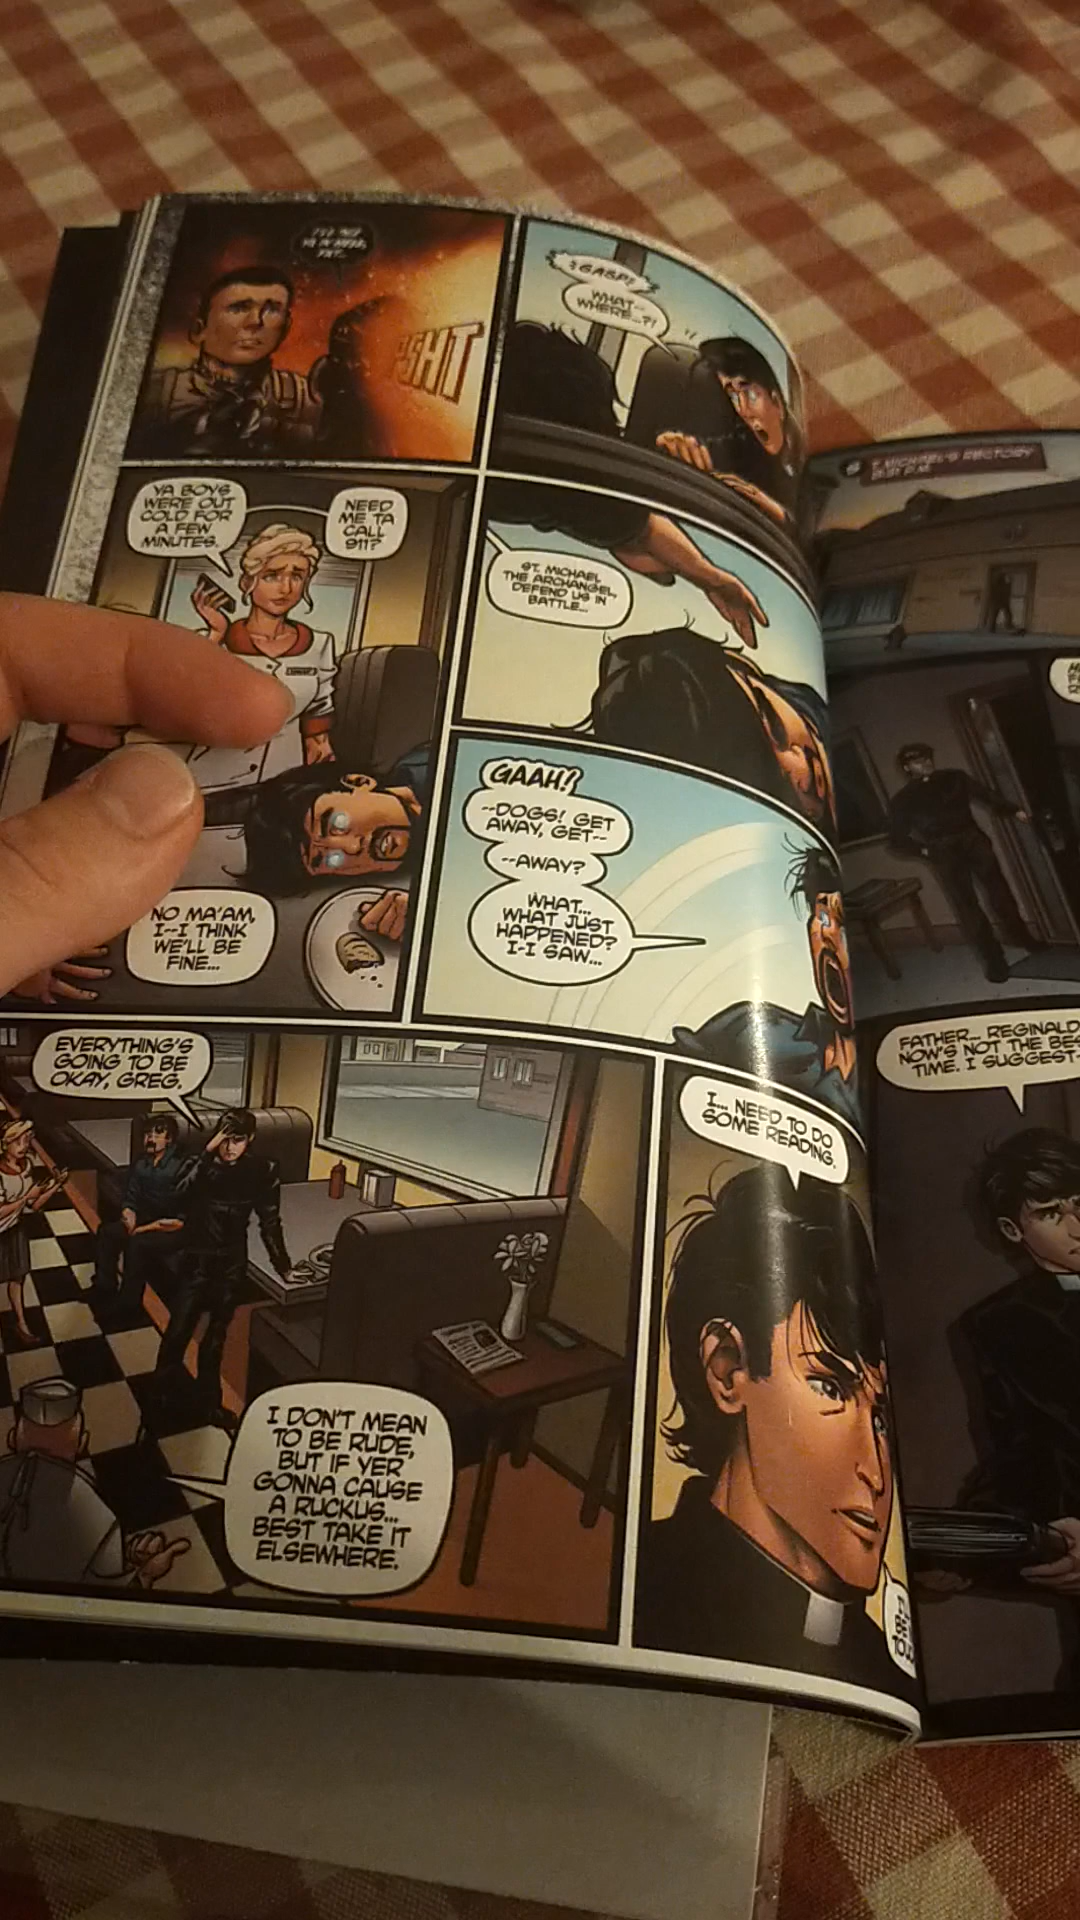 GASP!
WHAT--
WHERE...?!
YA BOYS
WERE OUT
COLD FOR
A FEW
MINUTES.
NEED
ME TA
CALL
911?
NO MA'AM,
I--I THINK
WE'LL BE
FINE...
ST. MICHAEL
THE ARCHANGEL,
DEFEND US IN
BATTLE...
GAAH!
--DOGS! GET
AWAY, GET--
--AWAY?
WHAT...
WHAT JUST
HAPPENED?
I-I SAW...
EVERYTHING'S
GOING TO BE
OKAY, GREG.
I DON'T MEAN
TO BE RUDE,
BUT IF YER
GONNA CAUSE
A RUCKUS...
BEST TAKE IT
ELSEWHERE.
I... NEED TO DO
SOME READING.
MICHAEL'S RECTORY
FATHER... REGINALD
NOW'S NOT THE BES
TIME. I SUGGEST